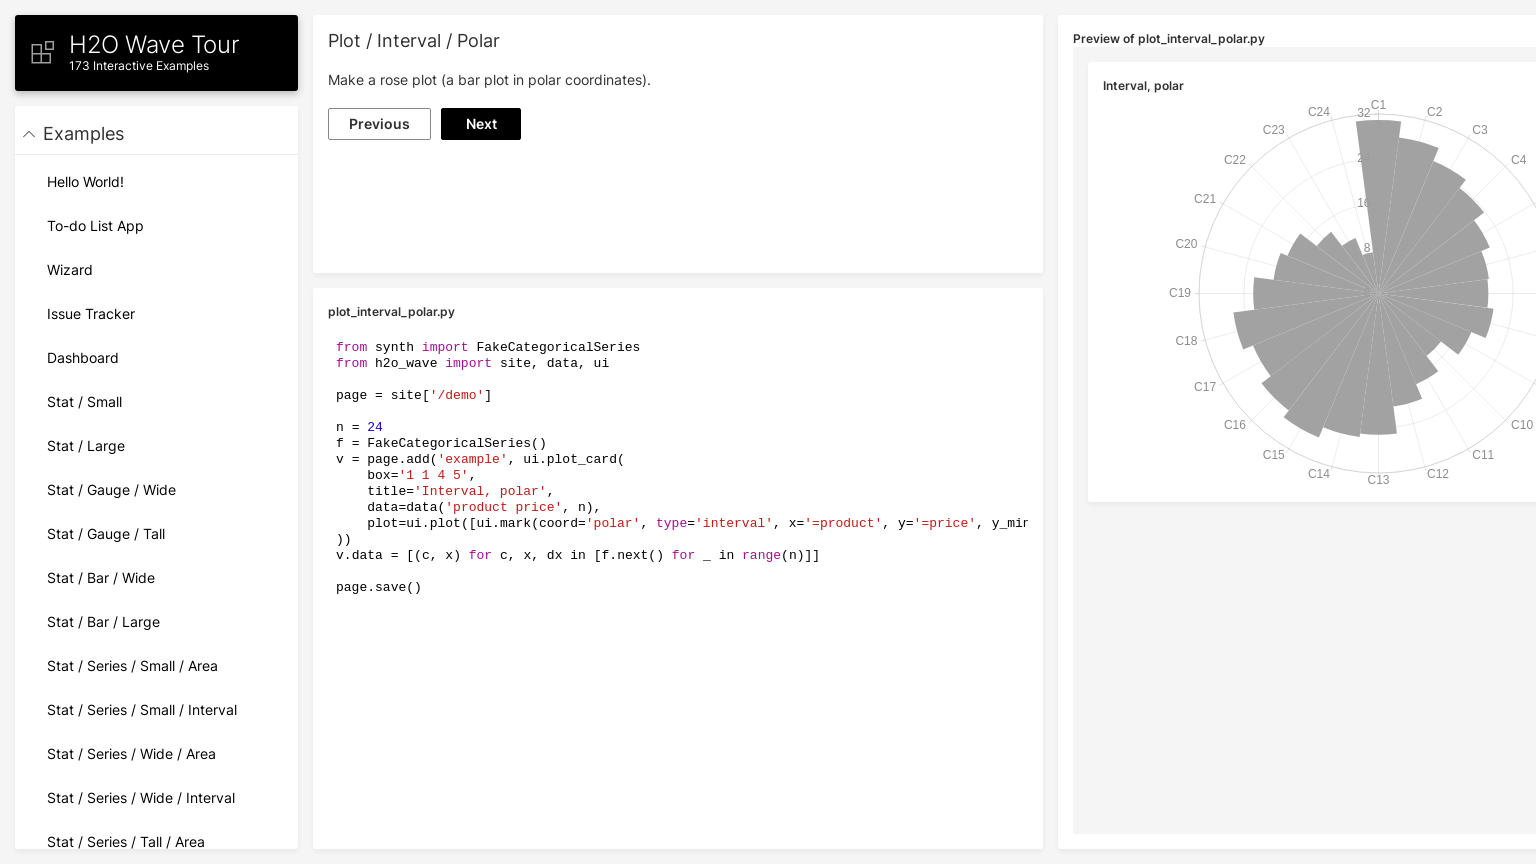 H2O Wave Tour
173 Interactive Examples
Examples
Hello World!
To-do List App
Wizard
Issue Tracker
Dashboard
Stat / Small
Stat / Large
Stat / Gauge / Wide
Stat / Gauge / Tall
Stat / Bar / Wide
Stat / Bar / Large
Stat / Series / Small / Area
Stat / Series / Small / Interval
Stat / Series / Wide / Area
Stat / Series / Wide / Interval
Stat / Series / Tall / Area
Plot / Interval / Polar
Make a rose plot (a bar plot in polar coordinates).
Previous
Next
plot_interval_polar.py
from synth import FakeCategoricalSeries
from h2o_wave import site, data, ui
page = site['/demo']
n = 24
f = FakeCategoricalSeries()
v = page.add('example', ui.plot_card(
    box='1 1 4 5',
    title='Interval, polar',
    data=data('product price', n),
    plot=ui.plot([ui.mark(coord='polar', type='interval', x='=product', y='=price', y_min
))
v.data = [(c, x) for c, x, dx in [f.next() for _ in range(n)]]
page.save()
Preview of plot_interval_polar.py
Interval, polar
C1
C2
C3
C4
C10
C11
C12
C13
C14
C15
C16
C17
C18
C19
C20
C21
C22
C23
C24
32
16
8